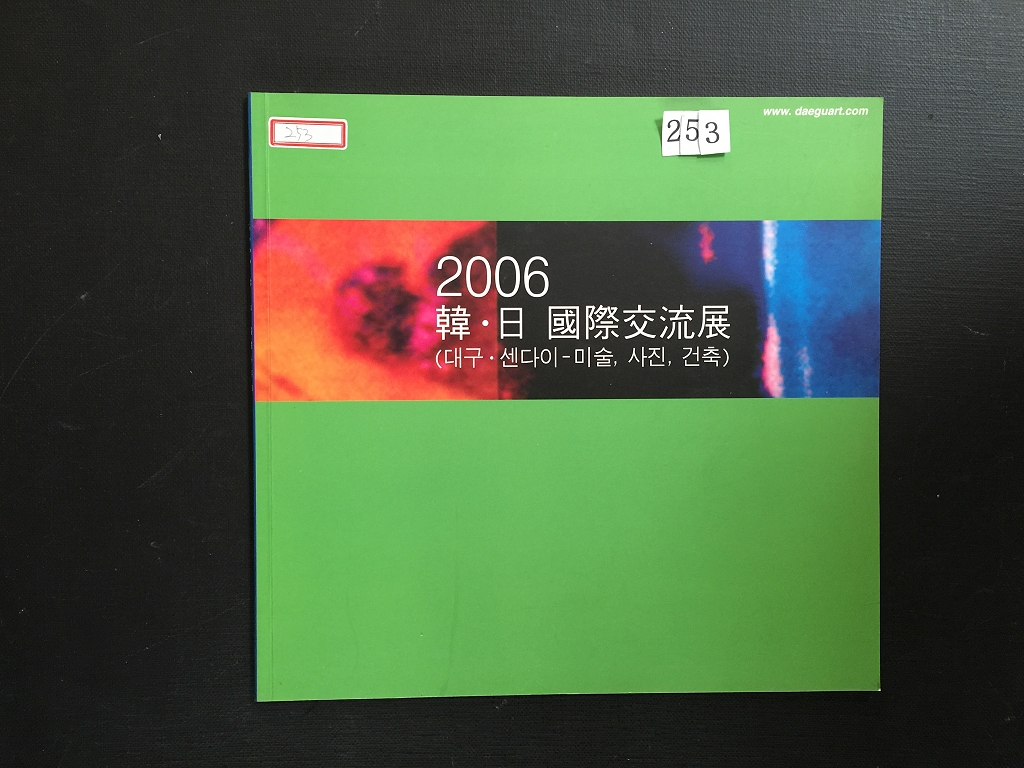 www. daeguart.com
253
253
2006
韓·日 國際交流展
(대구·센다이-미술, 사진, 건축)